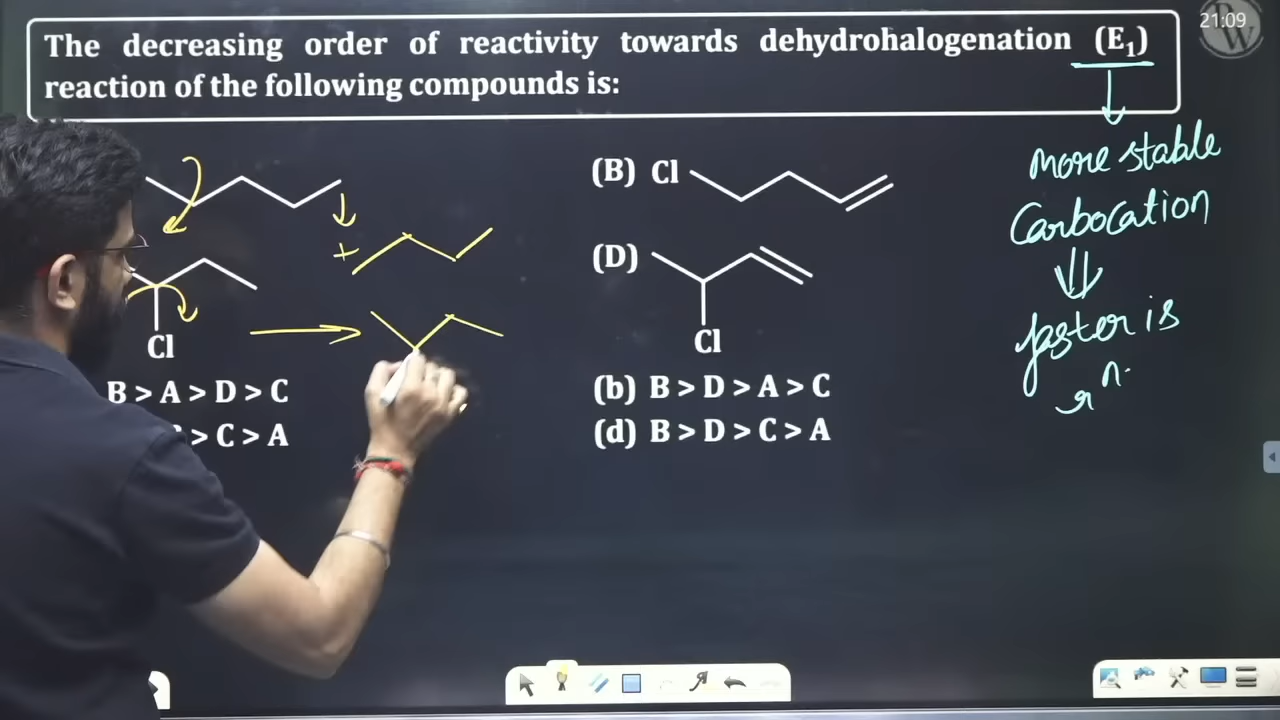 21:09
The decreasing order of reactivity towards dehydrohalogenation (E₁)
reaction of the following compounds is:
More stable
Carbocation
faster is
rⁿ.
(B) Cl
+
(D)
Cl
Cl
B > A > D > C
(b) B > D > A > C
> C > A
(d) B > D > C > A